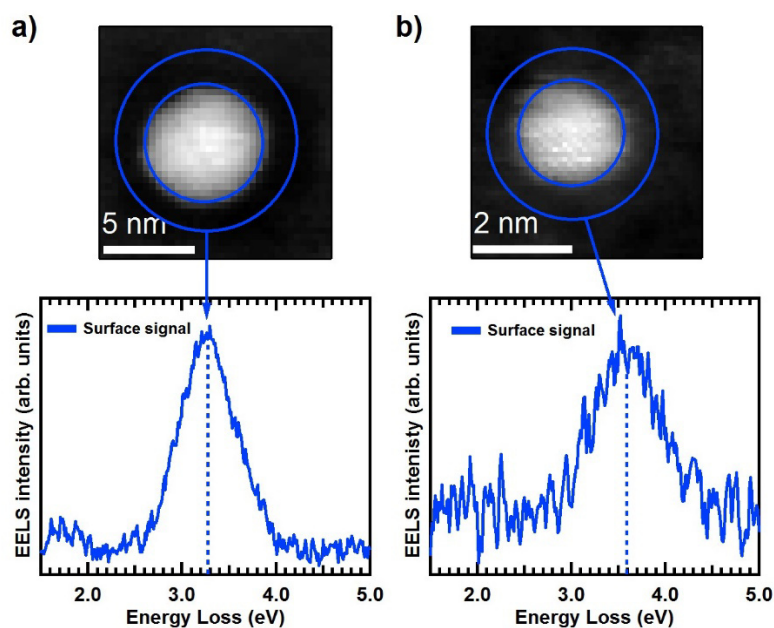 a)
5 nm
EELS intensity (arb. units)
Surface signal
2.0 3.0 4.0 5.0
Energy Loss (eV)
b)
2 nm
EELS intenisty (arb. units)
Surface signal
2.0 3.0 4.0 5.0
Energy Loss (eV)